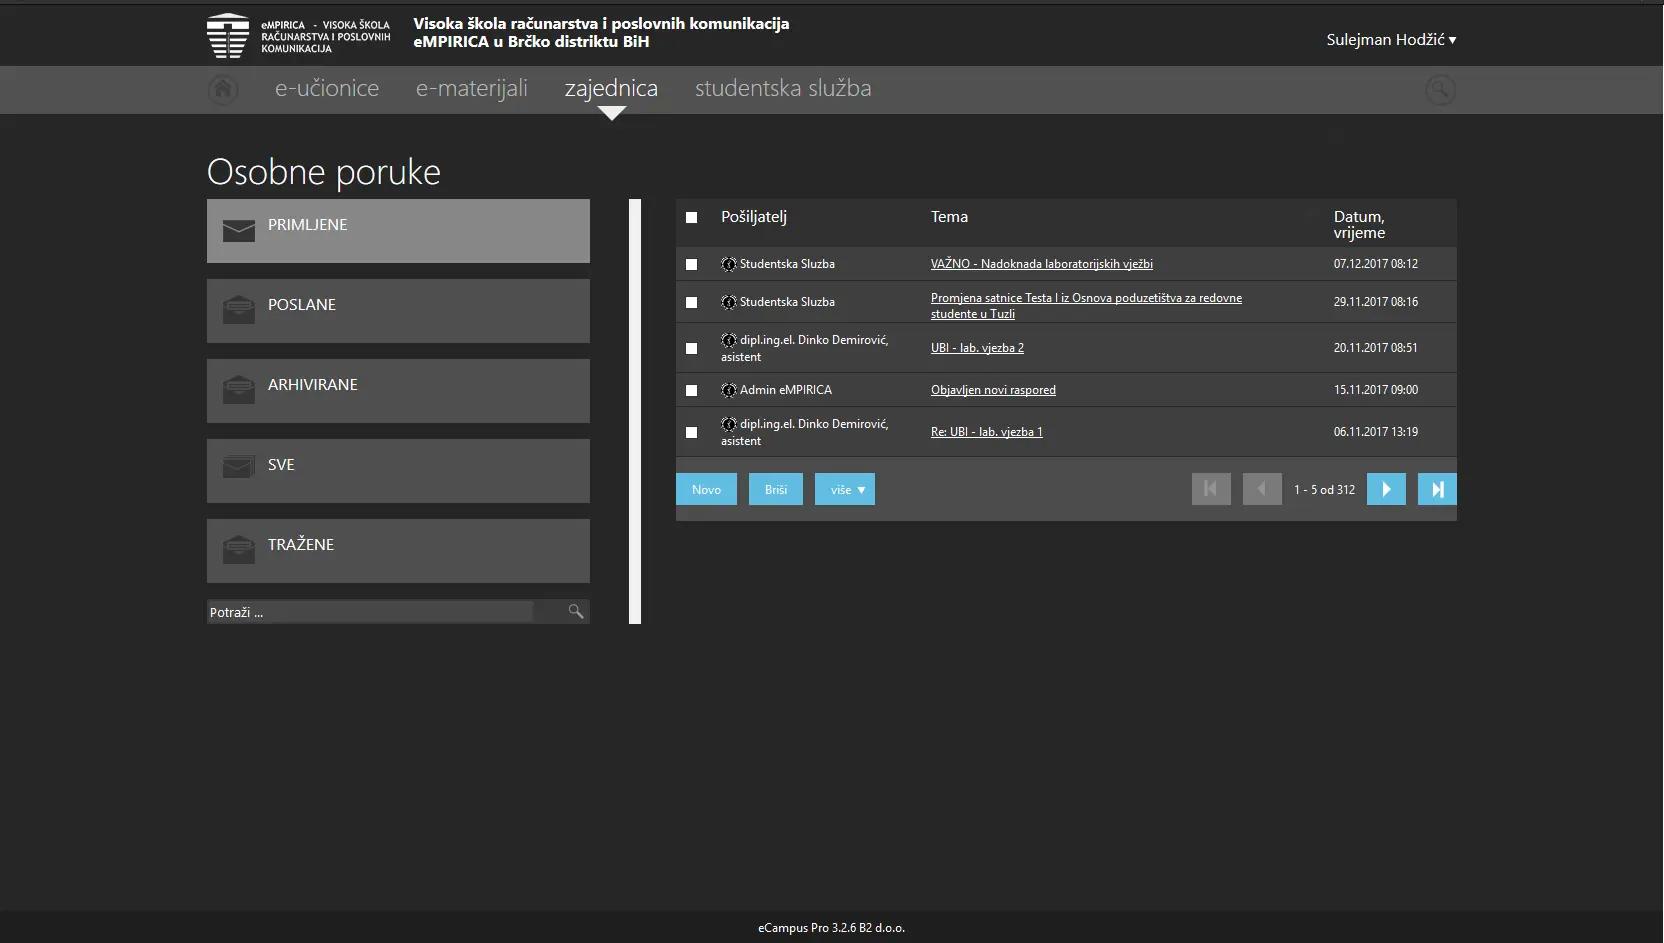 eMPIRICA - VISOKA ŠKOLA
RAČUNARSTVA I POSLOVNIH
KOMUNIKACIJA
Visoka škola računarstva i poslovnih komunikacija
eMPIRICA u Brčko distriktu BiH
Sulejman Hodžić ▾
e-učionice e-materijali zajednica studentska služba
Osobne poruke
PRIMLJENE
POSLANE
ARHIVIRANE
SVE
TRAŽENE
Potraži ...
Pošiljatelj Tema Datum,
vrijeme
Studentska Sluzba VAŽNO - Nadoknada laboratorijskih vježbi 07.12.2017 08:12
Studentska Sluzba Promjena satnice Testa I iz Osnova poduzetištva za redovne
studente u Tuzli 29.11.2017 08:16
dipl.ing.el. Dinko Demirović,
asistent UBI - lab. vjezba 2 20.11.2017 08:51
Admin eMPIRICA Objavljen novi raspored 15.11.2017 09:00
dipl.ing.el. Dinko Demirović,
asistent Re: UBI - lab. vjezba 1 06.11.2017 13:19
Novo Briši više ▼ 1 - 5 od 312
eCampus Pro 3.2.6 B2 d.o.o.